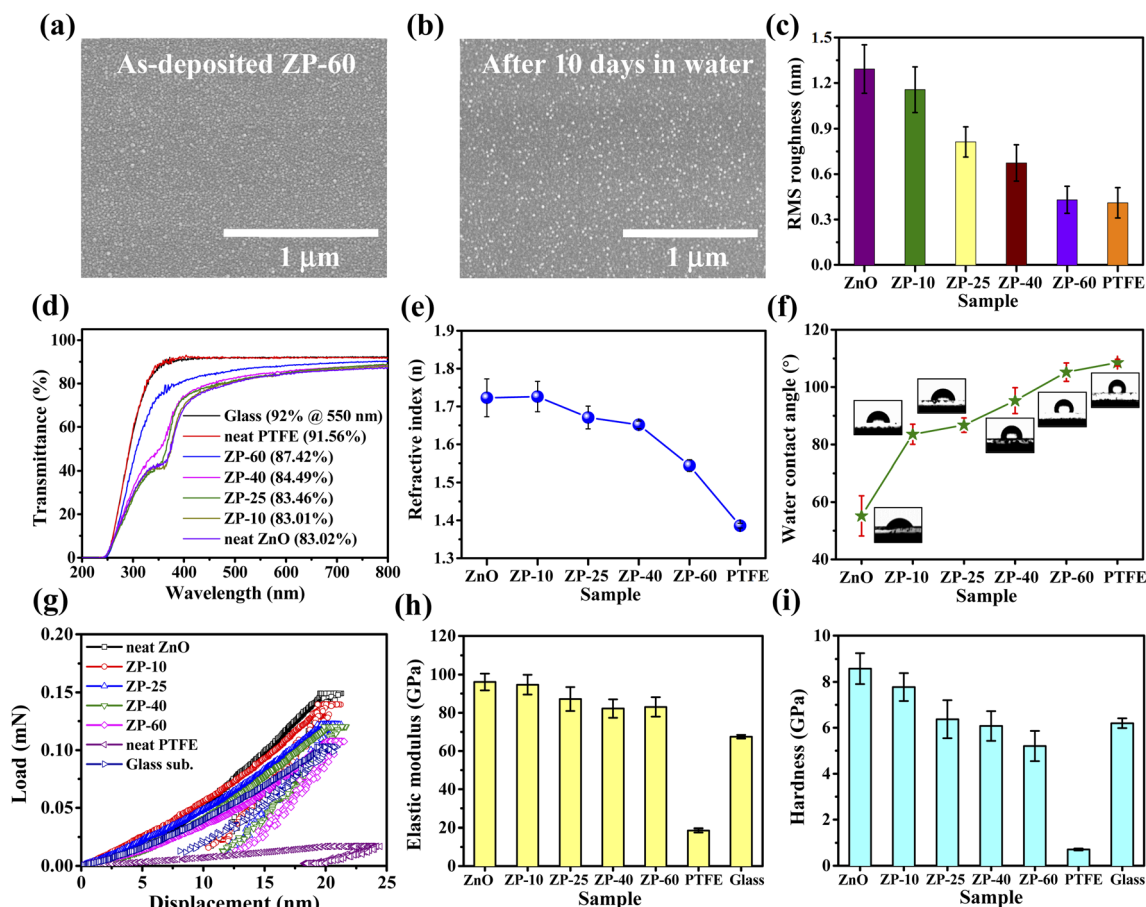 (a)
As-deposited ZP-60
1 μm
(b)
After 10 days in water
1 μm
(c)
RMS roughness (nm)
1.5
1.2
0.9
0.6
0.3
0.0
ZnO ZP-10 ZP-25 ZP-40 ZP-60 PTFE
Sample
(d)
Transmittance (%)
100
80
60
40
20
0
Glass (92% @ 550 nm)
neat PTFE (91.56%)
ZP-60 (87.42%)
ZP-40 (84.49%)
ZP-25 (83.46%)
ZP-10 (83.01%)
neat ZnO (83.02%)
200 300 400 500 600 700 800
Wavelength (nm)
(e)
Refractive index (n)
1.9
1.8
1.7
1.6
1.5
1.4
1.3
ZnO ZP-10 ZP-25 ZP-40 ZP-60 PTFE
Sample
(f)
Water contact angle (°)
120
100
80
60
40
ZnO ZP-10 ZP-25 ZP-40 ZP-60 PTFE
Sample
(g)
Load (mN)
0.20
0.15
0.10
0.05
0.00
neat ZnO
ZP-10
ZP-25
ZP-40
ZP-60
neat PTFE
Glass sub.
0 5 10 15 20 25
Displacement (nm)
(h)
Elastic modulus (GPa)
120
100
80
60
40
20
0
ZnO ZP-10 ZP-25 ZP-40 ZP-60 PTFE Glass
Sample
(i)
Hardness (GPa)
10
8
6
4
2
0
ZnO ZP-10 ZP-25 ZP-40 ZP-60 PTFE Glass
Sample